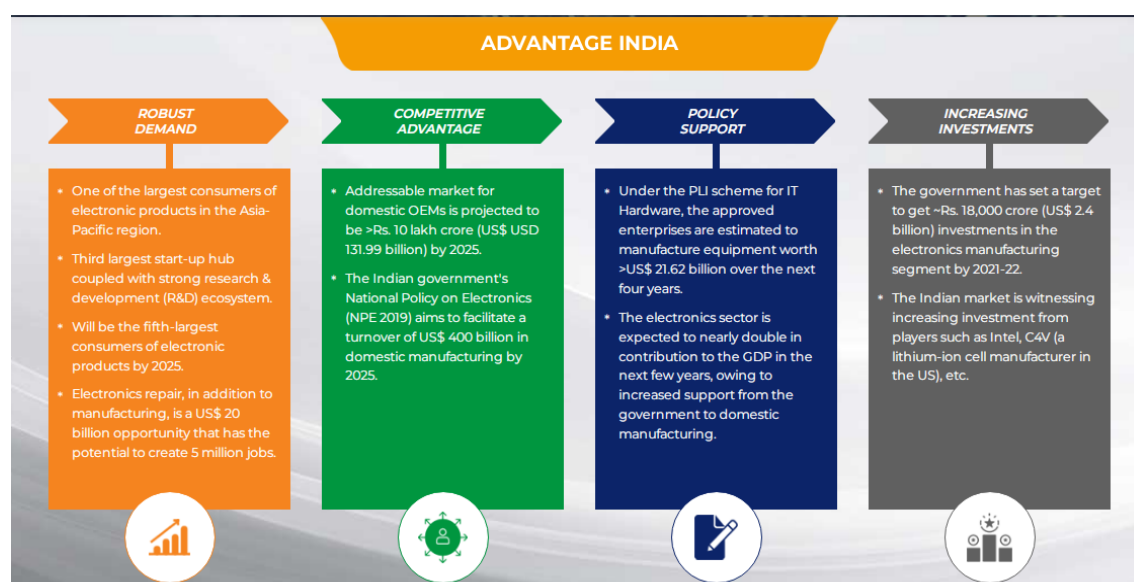 ADVANTAGE INDIA
ROBUST
DEMAND
• One of the largest consumers of
electronic products in the Asia-
Pacific region.
• Third largest start-up hub
coupled with strong research &
development (R&D) ecosystem.
• Will be the fifth-largest
consumers of electronic
products by 2025.
• Electronics repair, in addition to
manufacturing, is a US$ 20
billion opportunity that has the
potential to create 5 million jobs.
COMPETITIVE
ADVANTAGE
• Addressable market for
domestic OEMs is projected to
be >Rs. 10 lakh crore (US$ USD
131.99 billion) by 2025.
• The Indian government's
National Policy on Electronics
(NPE 2019) aims to facilitate a
turnover of US$ 400 billion in
domestic manufacturing by
2025.
POLICY
SUPPORT
• Under the PLI scheme for IT
Hardware, the approved
enterprises are estimated to
manufacture equipment worth
>US$ 21.62 billion over the next
four years.
• The electronics sector is
expected to nearly double in
contribution to the GDP in the
next few years, owing to
increased support from the
government to domestic
manufacturing.
INCREASING
INVESTMENTS
• The government has set a target
to get ~Rs. 18,000 crore (US$ 2.4
billion) investments in the
electronics manufacturing
segment by 2021-22.
• The Indian market is witnessing
increasing investment from
players such as Intel, C4V (a
lithium-ion cell manufacturer in
the US), etc.